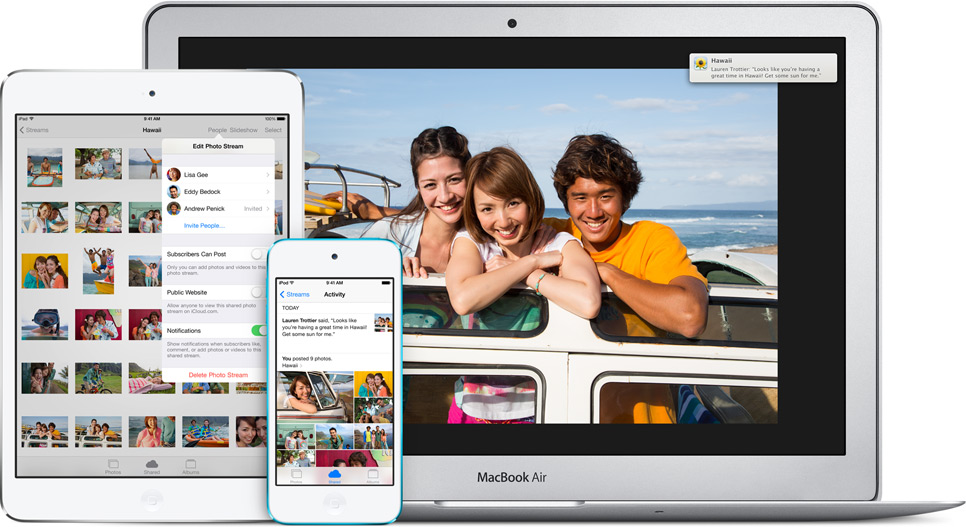 Hawaii
Lauren Trottier: "Looks like you're having a
great time in Hawaii! Get some sun for me."
MacBook Air
iPad
9:41 AM
100%
Streams
Hawaii
People
Slideshow
Select
Edit Photo Stream
Lisa Gee
Eddy Bedock
Andrew Penick
Invited
Invite People...
Subscribers Can Post
Only you can add photos and videos to this
photo stream.
Public Website
Allow anyone to view this shared photo
stream on iCloud.com.
Notifications
Show notifications when subscribers like,
comment, or add photos or videos to this
shared stream.
Delete Photo Stream
Photos
Shared
Albums
iPod
9:41 AM
Streams
Activity
TODAY
Lauren Trottier said, "Looks like
you're having a great time in Hawaii!
Get some sun for me."
You posted 9 photos.
Hawaii
Photos
Shared
Albums